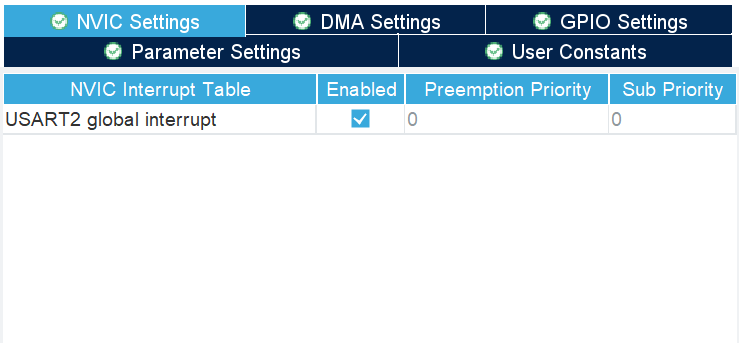 NVIC Settings DMA Settings GPIO Settings
Parameter Settings User Constants
NVIC Interrupt Table Enabled Preemption Priority Sub Priority
USART2 global interrupt 0 0